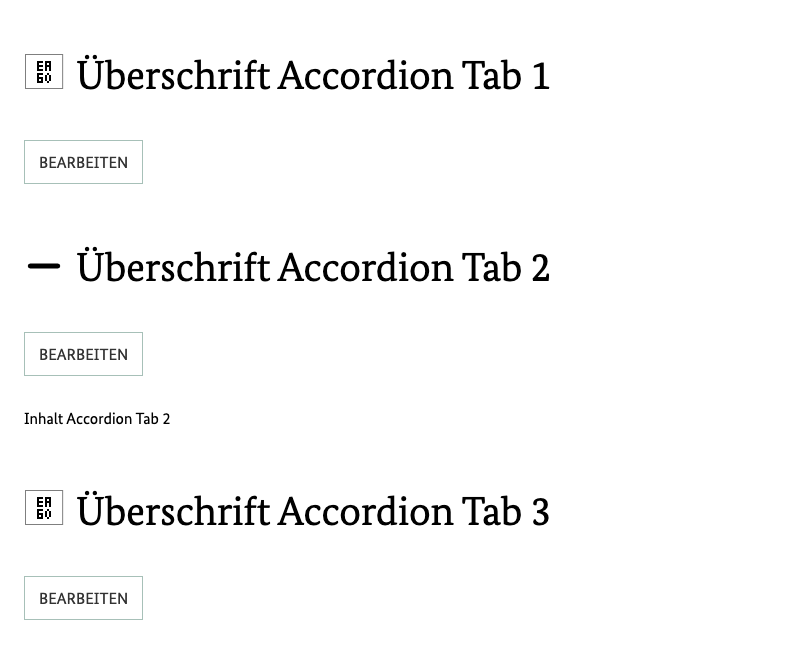 EA
60 Überschrift Accordion Tab 1
BEARBEITEN
Überschrift Accordion Tab 2
BEARBEITEN
Inhalt Accordion Tab 2
EA
60 Überschrift Accordion Tab 3
BEARBEITEN